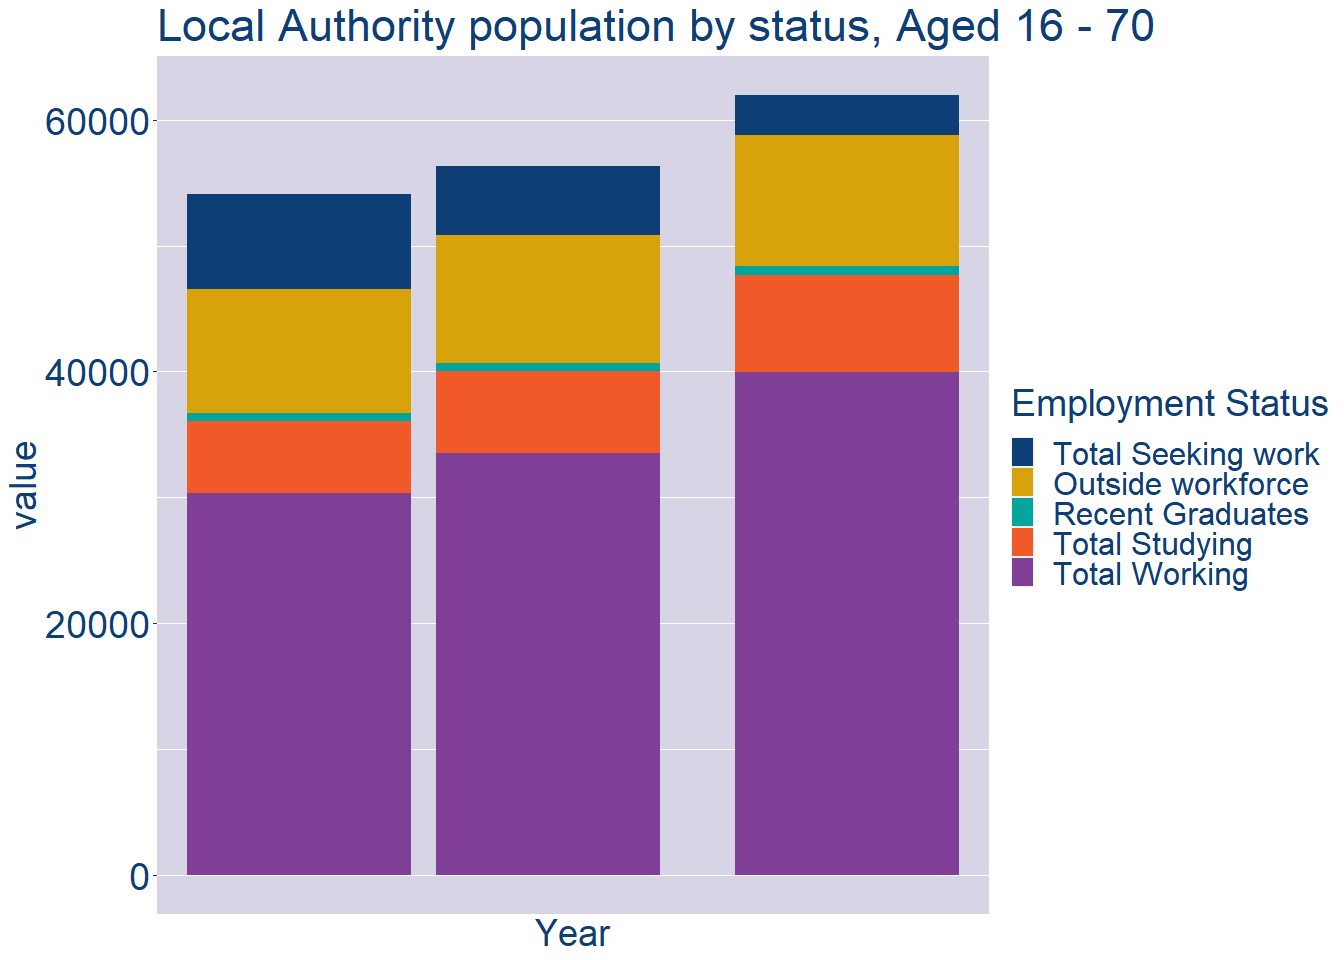 Local Authority population by status, Aged 16 - 70
60000
40000
20000
0
value
Year
Employment Status
Total Seeking work
Outside workforce
Recent Graduates
Total Studying
Total Working